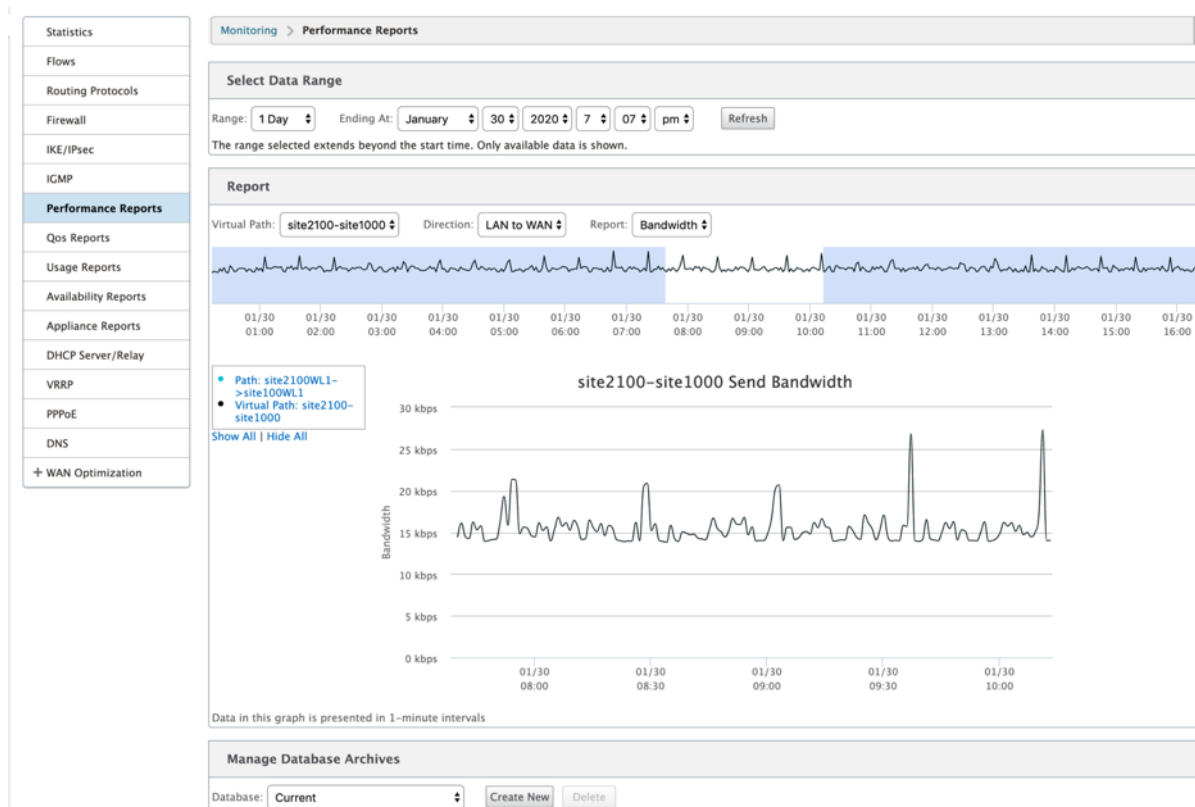 Statistics
Flows
Routing Protocols
Firewall
IKE/IPsec
IGMP
Performance Reports
Qos Reports
Usage Reports
Availability Reports
Appliance Reports
DHCP Server/Relay
VRRP
PPPoE
DNS
+ WAN Optimization
Monitoring > Performance Reports
Select Data Range
Range: 1 Day Ending At: January 30 2020 7 07 pm Refresh
The range selected extends beyond the start time. Only available data is shown.
Report
Virtual Path: site2100-site1000 Direction: LAN to WAN Report: Bandwidth
01/30 01/30 01/30 01/30 01/30 01/30 01/30 01/30 01/30 01/30 01/30 01/30 01/30 01/30 01/30 01/30
01:00 02:00 03:00 04:00 05:00 06:00 07:00 08:00 09:00 10:00 11:00 12:00 13:00 14:00 15:00 16:00
Path: site2100WL1-
>site100WL1
Virtual Path: site2100-
site1000
Show All | Hide All
site2100-site1000 Send Bandwidth
30 kbps
25 kbps
20 kbps
15 kbps
10 kbps
5 kbps
0 kbps
Bandwidth
01/30 01/30 01/30 01/30 01/30
08:00 08:30 09:00 09:30 10:00
Data in this graph is presented in 1-minute intervals
Manage Database Archives
Database: Current Create New Delete